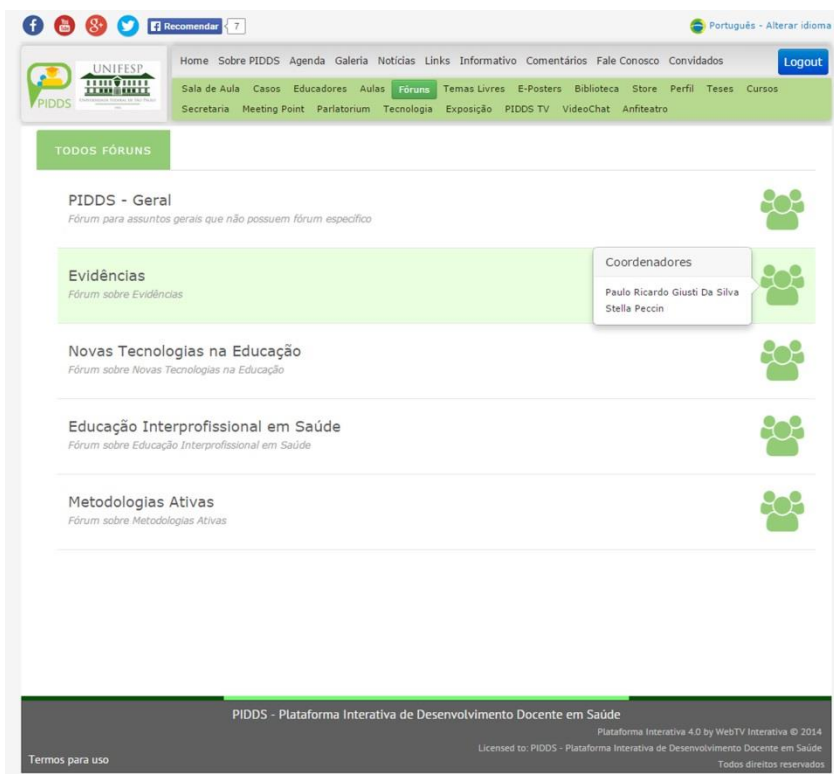 Recomendar 7
Português - Alterar idioma
PIDDS
UNIFESP
Home Sobre PIDDS Agenda Galeria Notícias Links Informativo Comentários Fale Conosco Convidados
Logout
Sala de Aula Casos Educadores Aulas Fóruns Temas Livres E-Posters Biblioteca Store Perfil Teses Cursos
Secretaria Meeting Point Parlatorium Tecnologia Exposição PIDDS TV VideoChat Anfiteatro
TODOS FÓRUNS
PIDDS - Geral
Fórum para assuntos gerais que não possuem fórum específico
Evidências
Fórum sobre Evidências
Coordenadores
Paulo Ricardo Giusti Da Silva
Stella Peccin
Novas Tecnologias na Educação
Fórum sobre Novas Tecnologias na Educação
Educação Interprofissional em Saúde
Fórum sobre Educação Interprofissional em Saúde
Metodologias Ativas
Fórum sobre Metodologias Ativas
PIDDS - Plataforma Interativa de Desenvolvimento Docente em Saúde
Plataforma Interativa 4.0 by WebTV Interativa © 2014
Licensed to: PIDDS - Plataforma Interativa de Desenvolvimento Docente em Saúde
Termos para uso
Todos direitos reservados